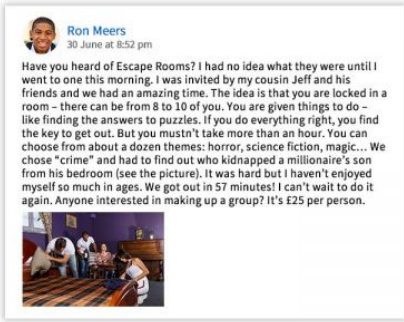 Ron Meers
30 June at 8:52 pm
Have you heard of Escape Rooms? I had no idea what they were until I
went to one this morning. I was invited by my cousin Jeff and his
friends and we had an amazing time. The idea is that you are locked in a
room – there can be from 8 to 10 of you. You are given things to do –
like finding the answers to puzzles. If you do everything right, you find
the key to get out. But you mustn't take more than an hour. You can
choose from about a dozen themes: horror, science fiction, magic... We
chose “crime” and had to find out who kidnapped a millionaire's son
from his bedroom (see the picture). It was hard but I haven't enjoyed
myself so much in ages. We got out in 57 minutes! I can't wait to do it
again. Anyone interested in making up a group? It's £25 per person.